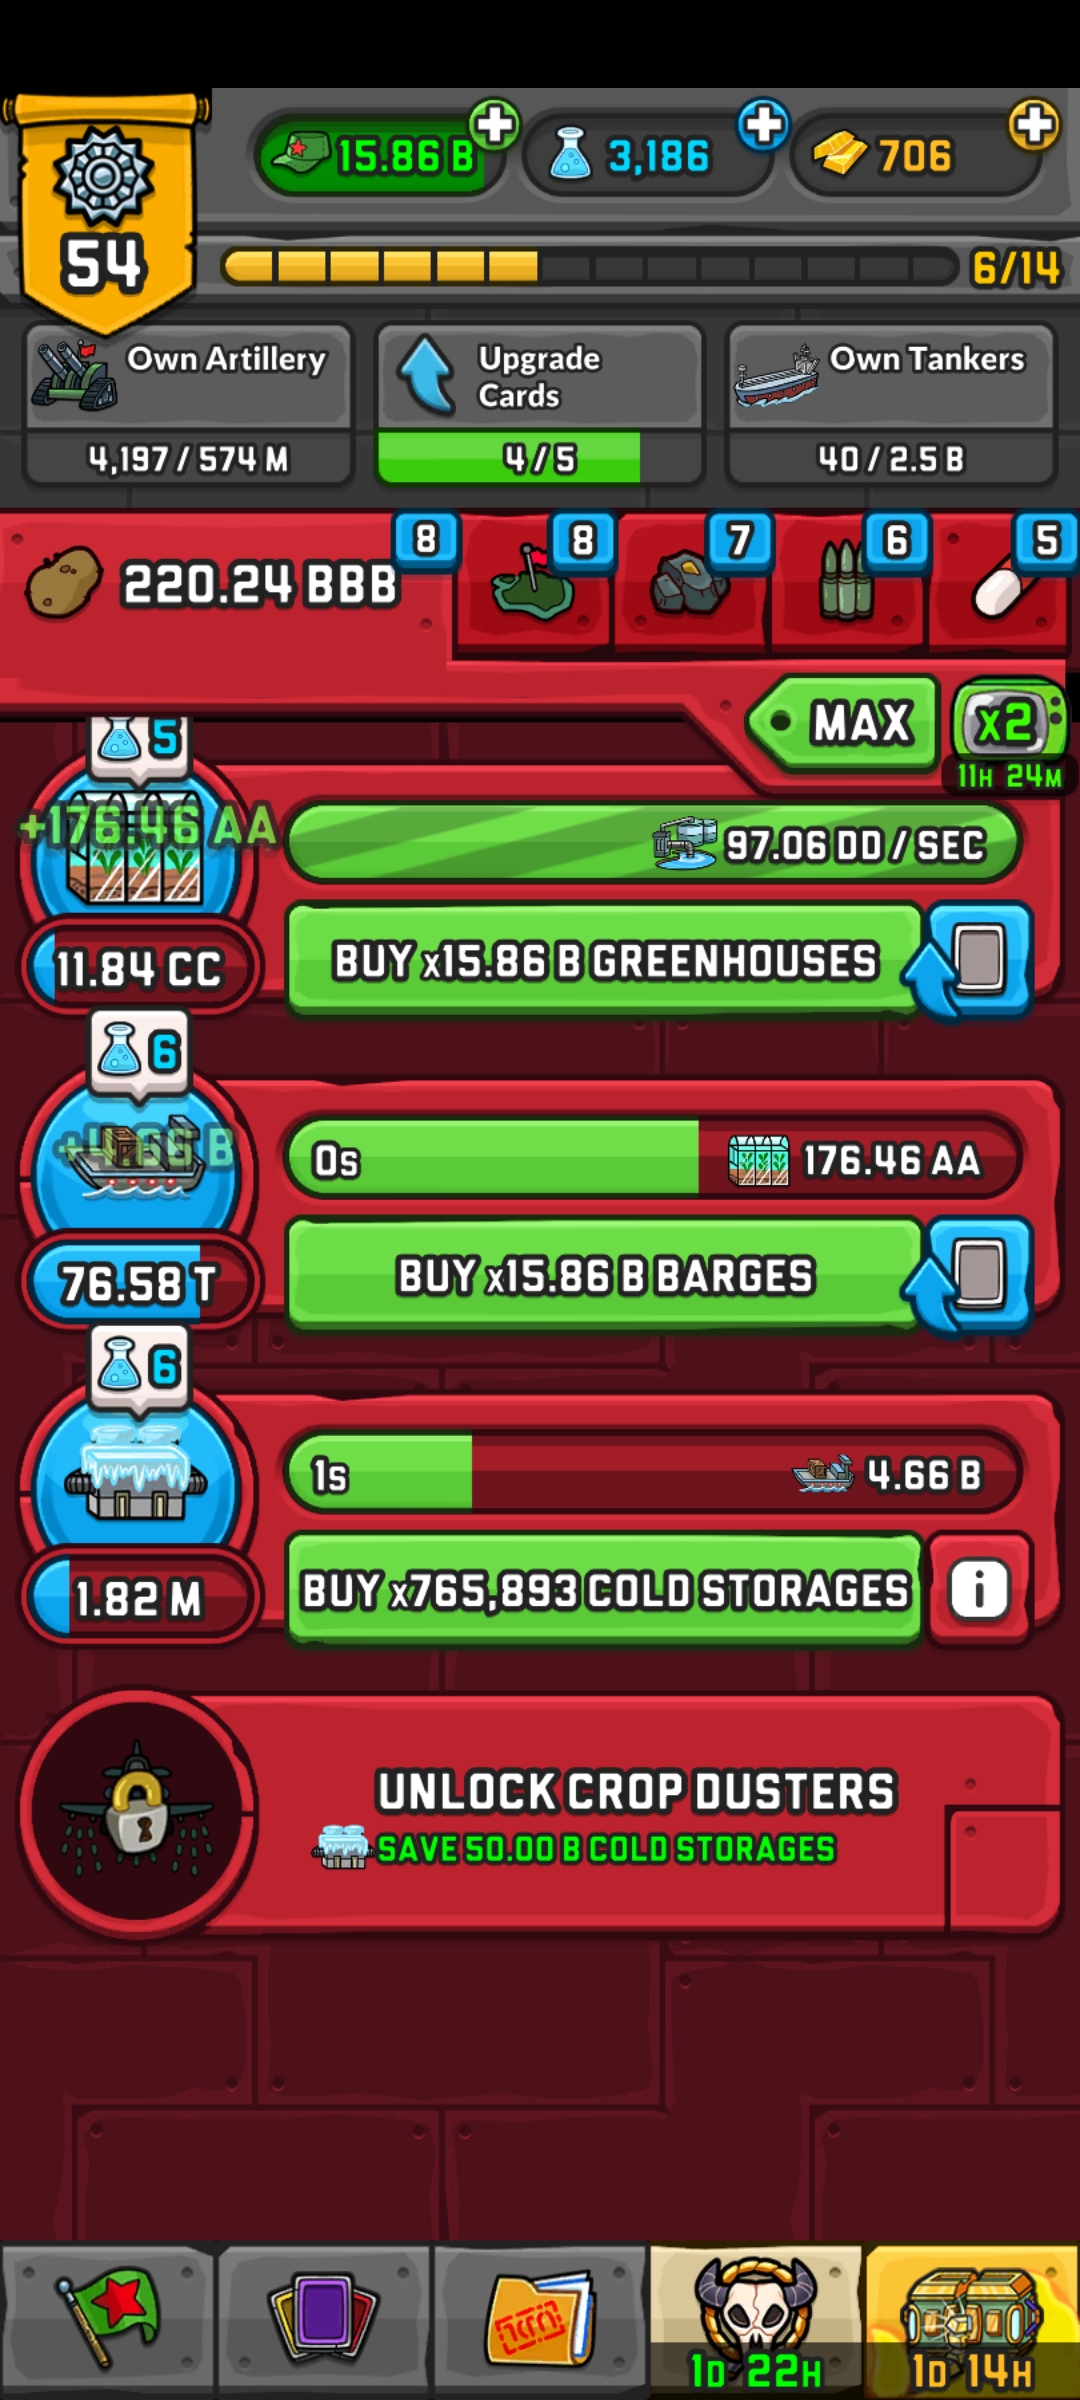 15.86 B
3,186
706
54
6/14
Own Artillery
4,197 / 574 M
Upgrade
Cards
4 / 5
Own Tankers
40 / 2.5 B
220.24 BBB
8
8
7
6
5
MAX
x2
11H 24M
5
+176.46 AA
97.06 DD / SEC
11.84 CC
BUY x15.86 B GREENHOUSES
6
+4.65 B
0s
176.46 AA
76.58 T
BUY x15.86 B BARGES
6
1s
4.66 B
1.82 M
BUY x765,893 COLD STORAGES
i
UNLOCK CROP DUSTERS
SAVE 50.00 B COLD STORAGES
1D 22H
1D 14H